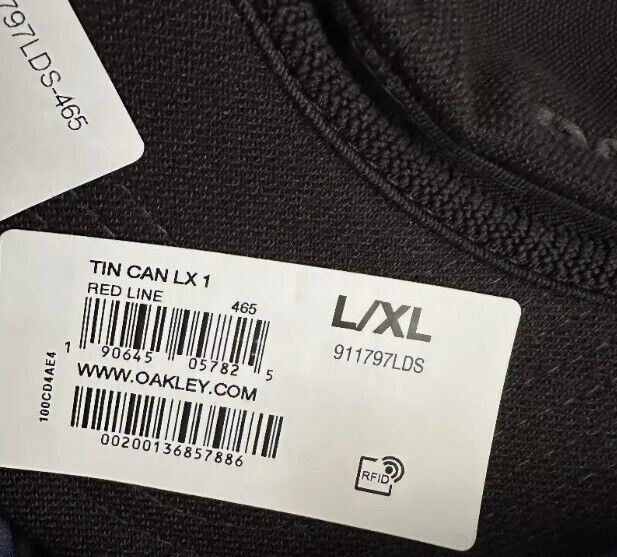 797LDS-465
TIN CAN LX 1
RED LINE 465
1 90645 05782 5
WWW.OAKLEY.COM
00200136857886
100CD4AE4
L/XL
911797LDS
RFID